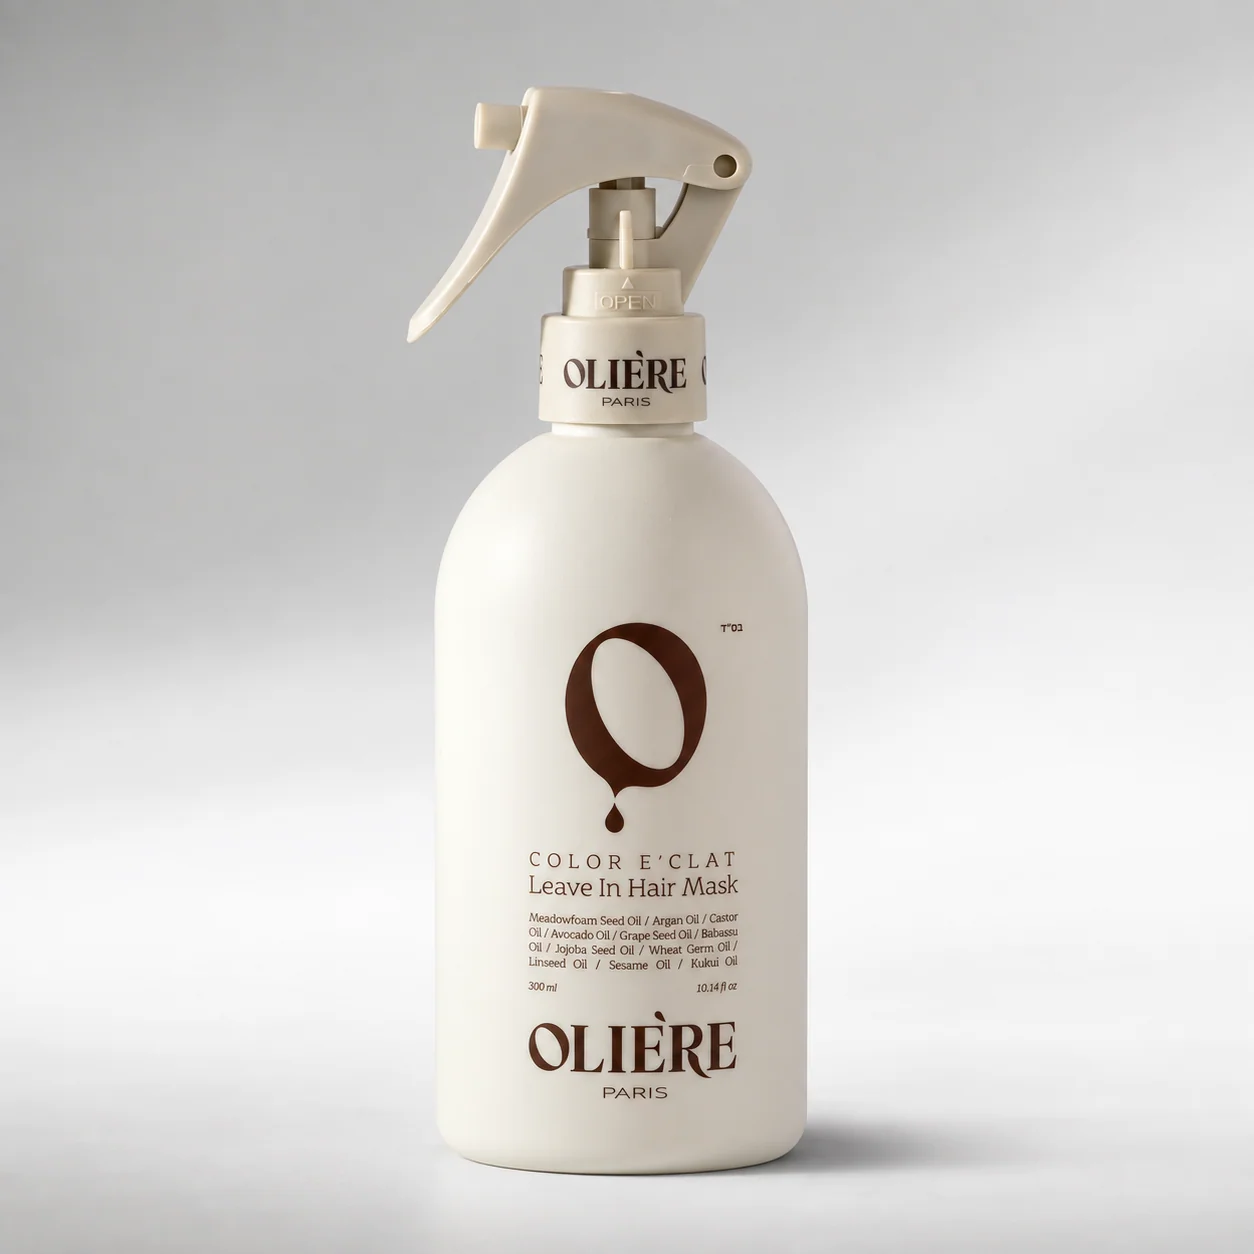 OPEN
OLIÈRE
PARIS
בס"ד
COLOR E'CLAT
Leave In Hair Mask
Meadowfoam Seed Oil / Argan Oil / Castor
Oil / Avocado Oil / Grape Seed Oil / Babassu
Oil / Jojoba Seed Oil / Wheat Germ Oil /
Linseed Oil / Sesame Oil / Kukui Oil
300 ml 10.14 fl oz
OLIÈRE
PARIS